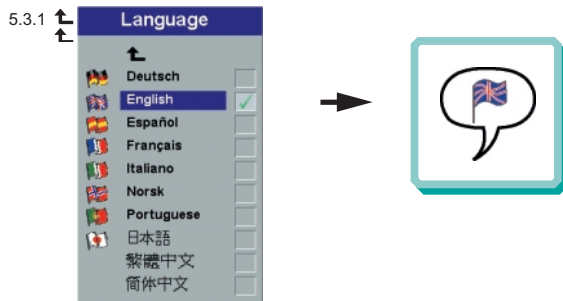 5.3.1
Language
Deutsch
English
Español
Français
Italiano
Norsk
Portuguese
日本語
繁體中文
简体中文